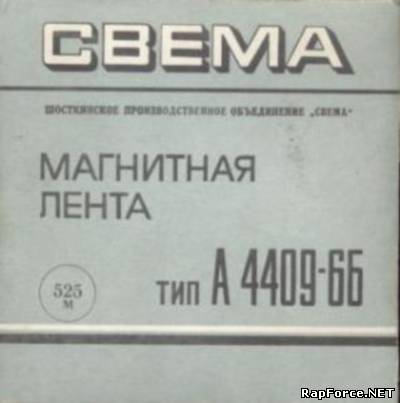 СВЕМА
ШОСТКИНСКОЕ ПРОИЗВОДСТВЕННОЕ ОБЪЕДИНЕНИЕ „СВЕМА"
МАГНИТНАЯ
ЛЕНТА
525
М
ТИП А 4409-6Б
RapForce.NET